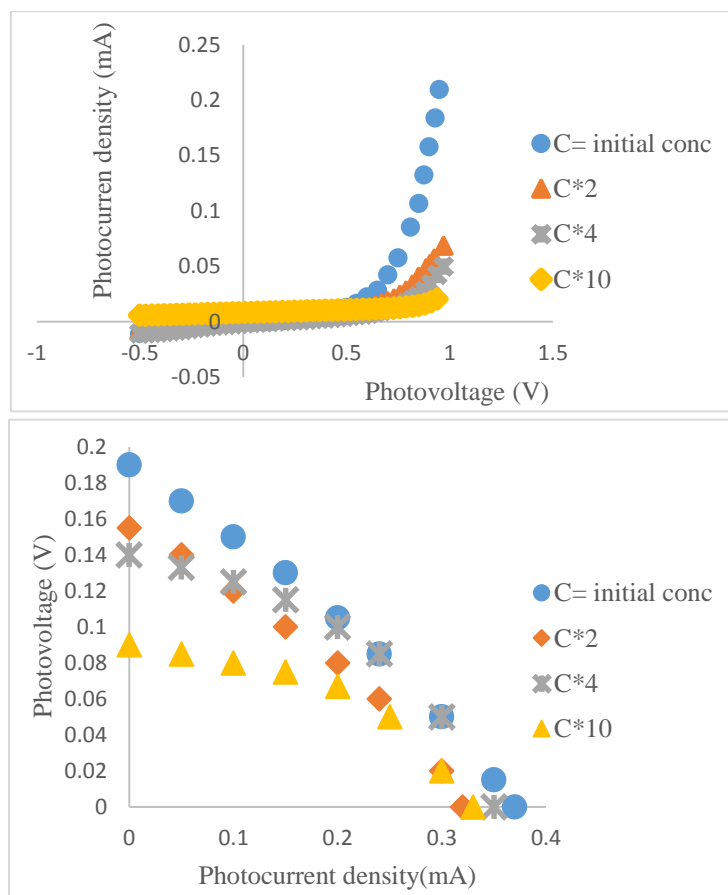 Photocurren density (mA)
0.25
0.2
0.15
0.1
0.05
0
-0.05
-1
-0.5
0
0.5
1
1.5
Photovoltage (V)
C= initial conc
C*2
C*4
C*10
Photovoltage (V)
0.2
0.18
0.16
0.14
0.12
0.1
0.08
0.06
0.04
0.02
0
0
0.1
0.2
0.3
0.4
Photocurrent density(mA)
C= initial conc
C*2
C*4
C*10